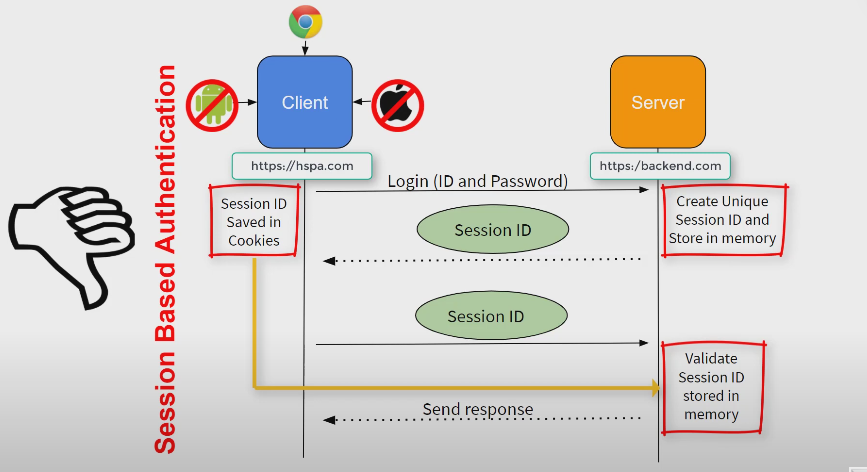 Session Based Authentication
Client
Server
https://hspa.com
https:/backend.com
Login (ID and Password)
Session ID
Saved in
Cookies
Create Unique
Session ID and
Store in memory
Session ID
Session ID
Validate
Session ID
stored in
memory
Send response